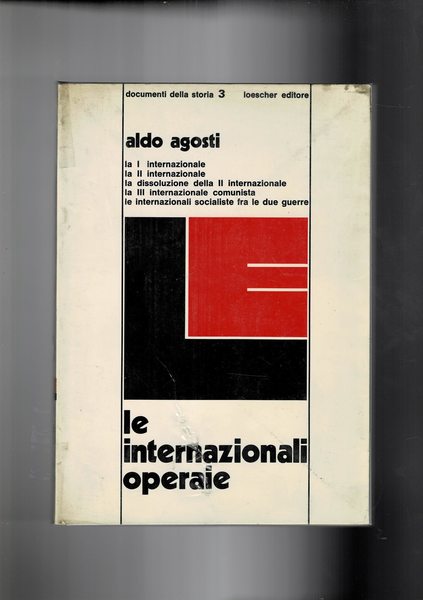 documenti della storia 3 loescher editore
aldo agosti
la I internazionale
la II internazionale
la dissoluzione della II internazionale
la III internazionale comunista
le internazionali socialiste fra le due guerre
le
internazionali
operaie